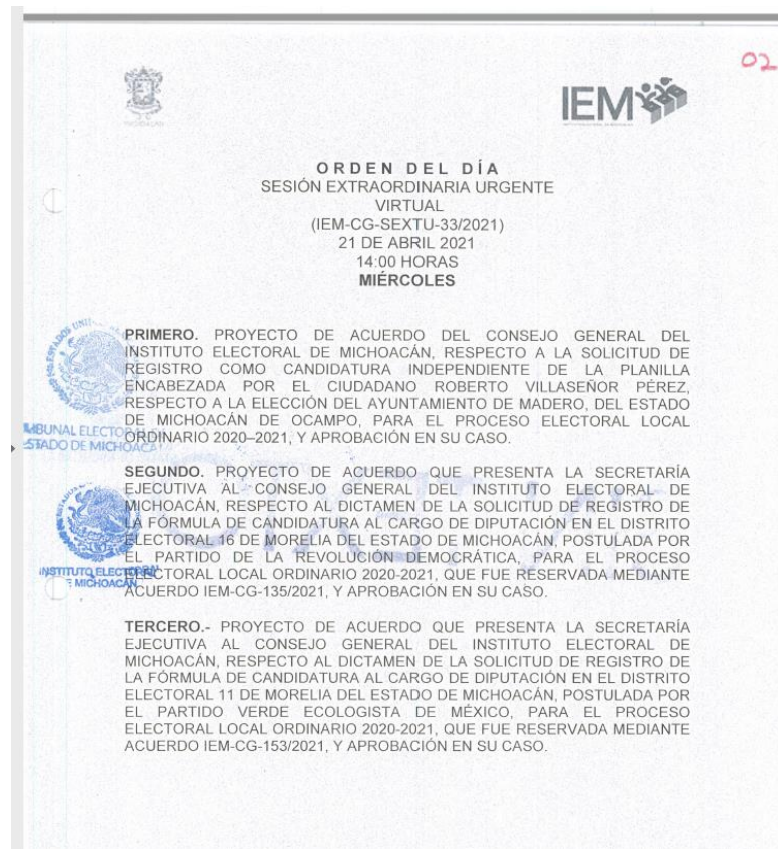 02
IEM
ORDEN DEL DÍA
SESIÓN EXTRAORDINARIA URGENTE
VIRTUAL
(IEM-CG-SEXTU-33/2021)
21 DE ABRIL 2021
14:00 HORAS
MIÉRCOLES
PRIMERO. PROYECTO DE ACUERDO DEL CONSEJO GENERAL DEL
INSTITUTO ELECTORAL DE MICHOACÁN, RESPECTO A LA SOLICITUD DE
REGISTRO COMO CANDIDATURA INDEPENDIENTE DE LA PLANILLA
ENCABEZADA POR EL CIUDADANO ROBERTO VILLASEÑOR PÉREZ,
RESPECTO A LA ELECCIÓN DEL AYUNTAMIENTO DE MADERO, DEL ESTADO
DE MICHOACÁN DE OCAMPO, PARA EL PROCESO ELECTORAL LOCAL
ORDINARIO 2020–2021, Y APROBACIÓN EN SU CASO.
SEGUNDO. PROYECTO DE ACUERDO QUE PRESENTA LA SECRETARÍA
EJECUTIVA AL CONSEJO GENERAL DEL INSTITUTO ELECTORAL DE
MICHOACÁN, RESPECTO AL DICTAMEN DE LA SOLICITUD DE REGISTRO DE
LA FÓRMULA DE CANDIDATURA AL CARGO DE DIPUTACIÓN EN EL DISTRITO
ELECTORAL 16 DE MORELIA DEL ESTADO DE MICHOACÁN, POSTULADA POR
EL PARTIDO DE LA REVOLUCIÓN DEMOCRÁTICA, PARA EL PROCESO
ELECTORAL LOCAL ORDINARIO 2020-2021, QUE FUE RESERVADA MEDIANTE
ACUERDO IEM-CG-135/2021, Y APROBACIÓN EN SU CASO.
TERCERO.- PROYECTO DE ACUERDO QUE PRESENTA LA SECRETARÍA
EJECUTIVA AL CONSEJO GENERAL DEL INSTITUTO ELECTORAL DE
MICHOACÁN, RESPECTO AL DICTAMEN DE LA SOLICITUD DE REGISTRO DE
LA FÓRMULA DE CANDIDATURA AL CARGO DE DIPUTACIÓN EN EL DISTRITO
ELECTORAL 11 DE MORELIA DEL ESTADO DE MICHOACÁN, POSTULADA POR
EL PARTIDO VERDE ECOLOGISTA DE MÉXICO, PARA EL PROCESO
ELECTORAL LOCAL ORDINARIO 2020-2021, QUE FUE RESERVADA MEDIANTE
ACUERDO IEM-CG-153/2021, Y APROBACIÓN EN SU CASO.
ESTADO DE
INSTITUTO